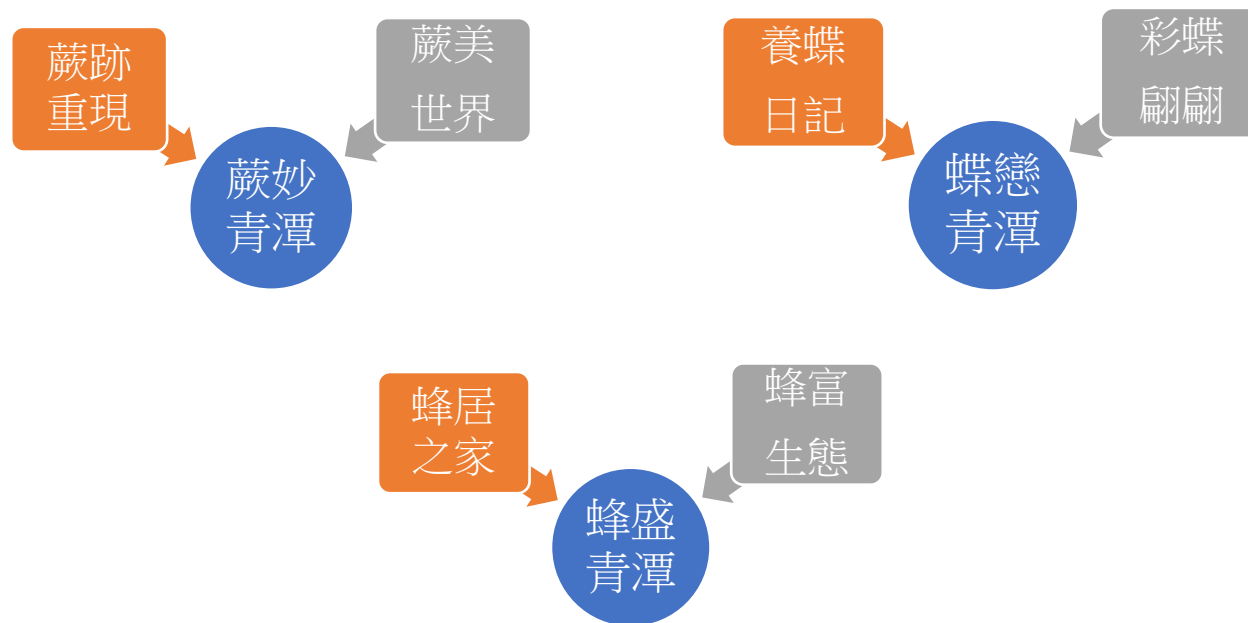 蕨跡
重現
蕨美
世界
蕨妙
青潭
養蝶
日記
彩蝶
翩翩
蝶戀
青潭
蜂居
之家
蜂富
生態
蜂盛
青潭